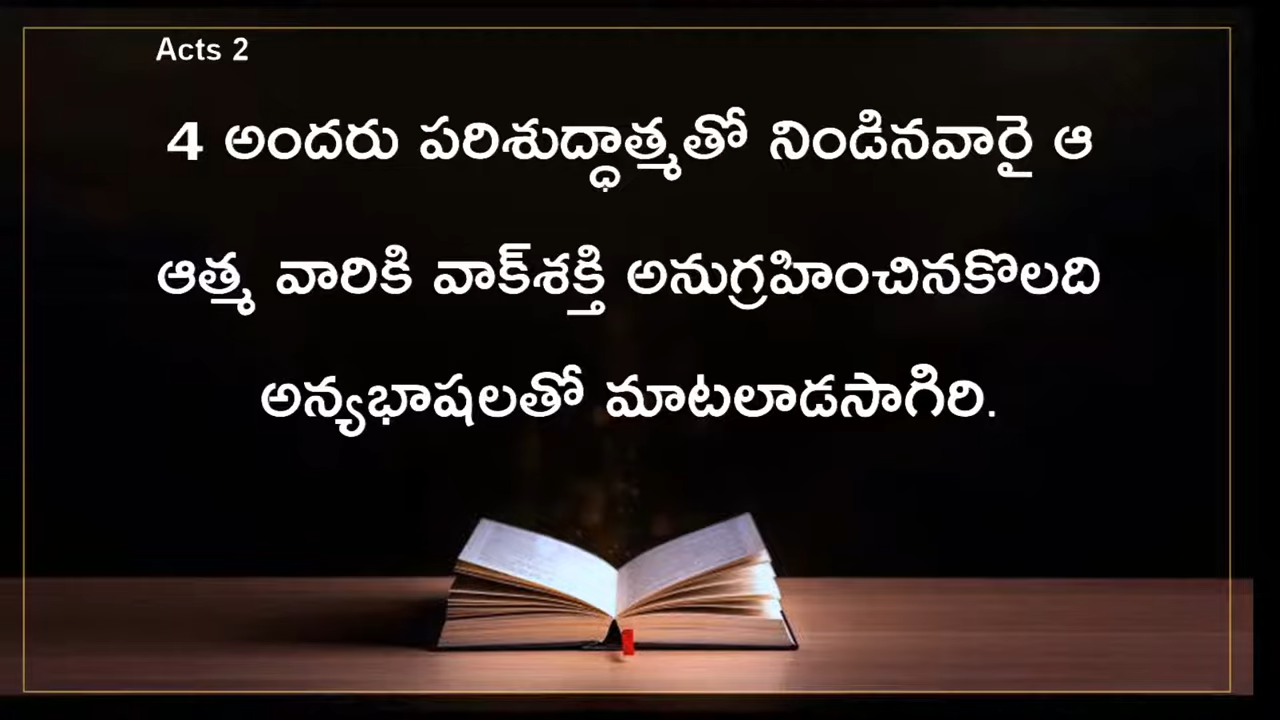 Acts 2
4 అందరు పరిశుద్ధాత్మతో నిండినవారై ఆ
ఆత్మ వారికి వాక్‌శక్తి అనుగ్రహించినకొలది
అన్యభాషలతో మాటలాడసాగిరి.